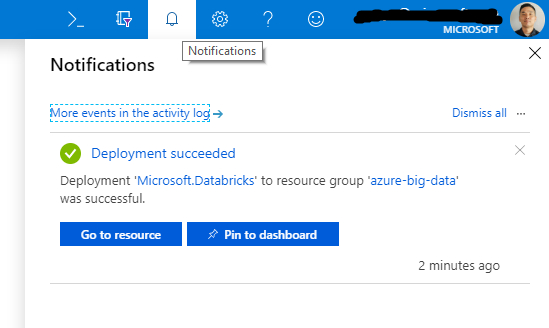 MICROSOFT
Notifications
Notifications
More events in the activity log
Dismiss all ...
Deployment succeeded
Deployment 'Microsoft.Databricks' to resource group 'azure-big-data'
was successful.
Go to resource
Pin to dashboard
2 minutes ago